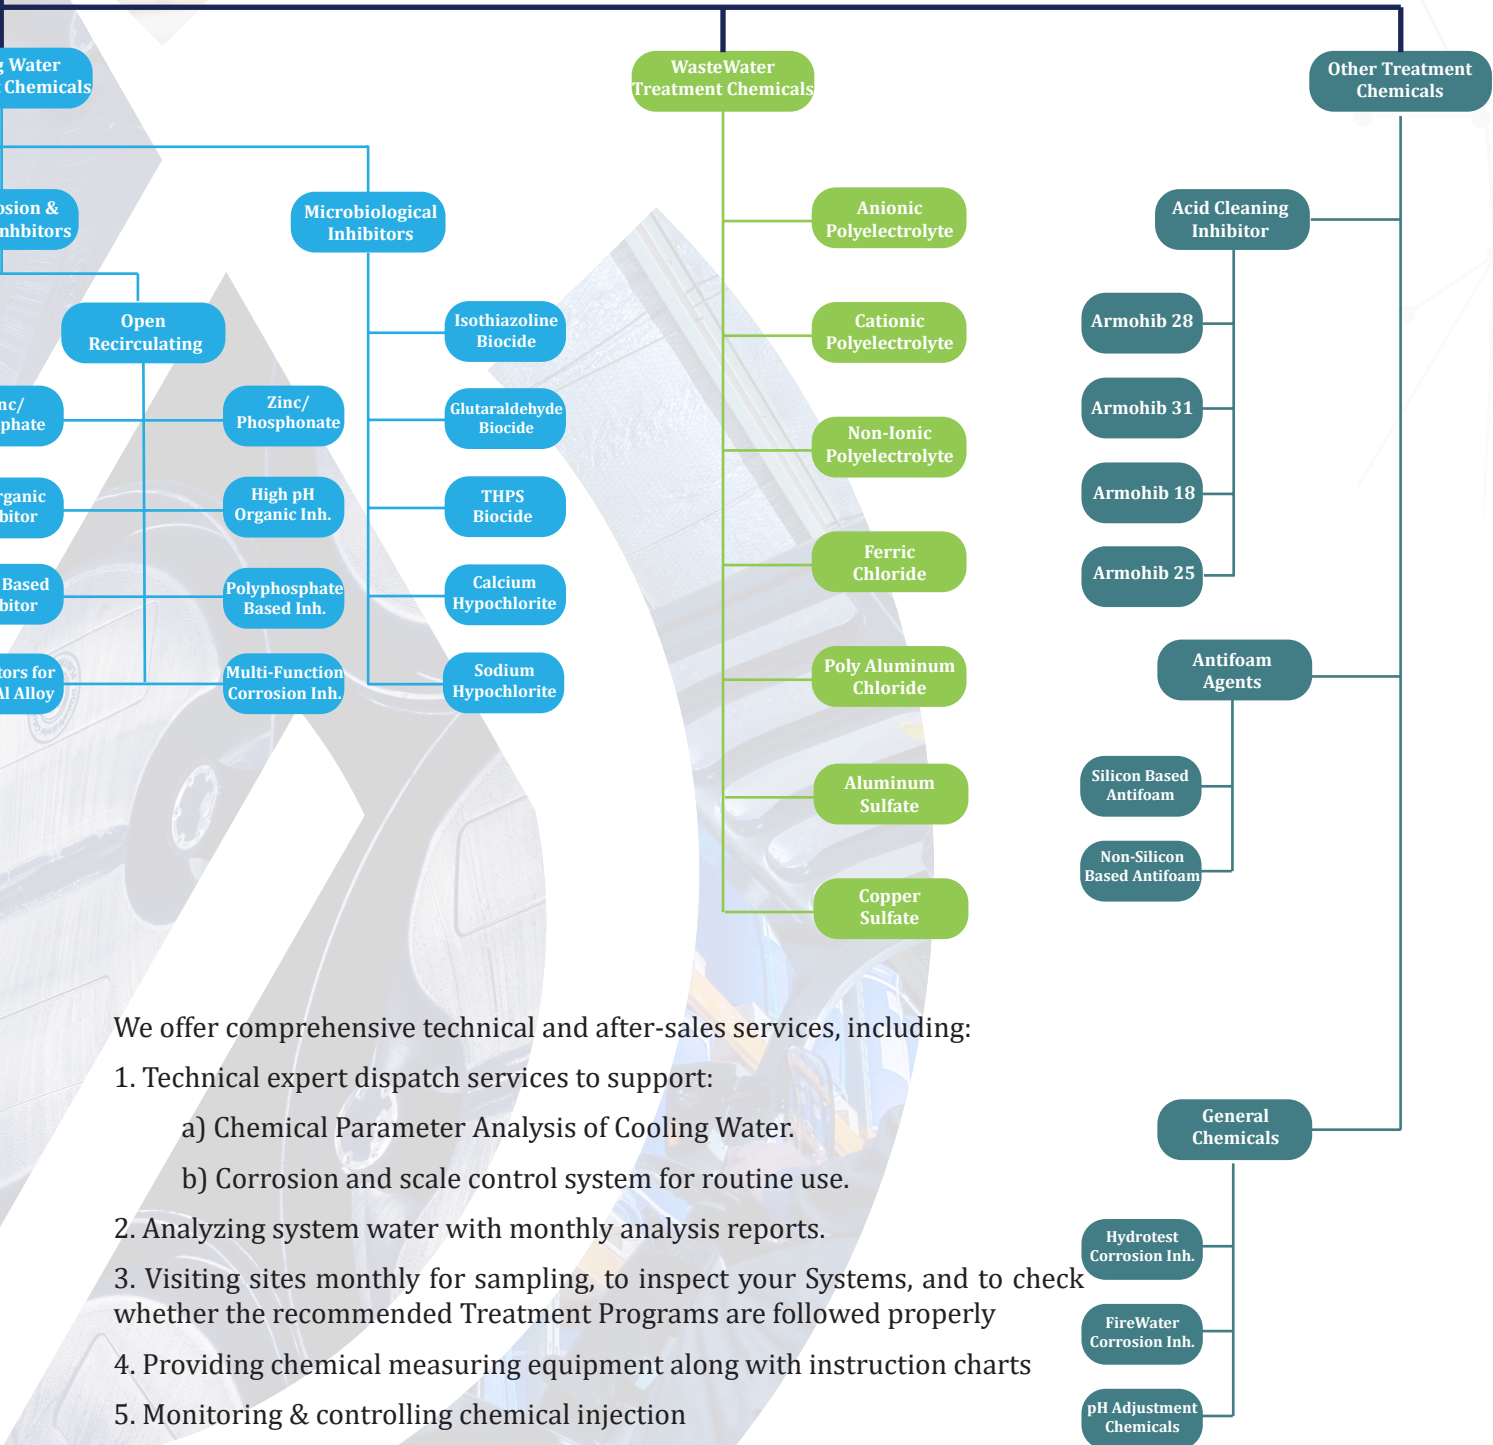 Water
Chemicals
WasteWater
Treatment Chemicals
Other Treatment
Chemicals
&
Microbiological
Inhibitors
Open
Recirculating
Zinc/
Phosphonate
High pH
Organic Inh.
Based
Polyphosphate
Based Inh.
for
Al Alloy
Multi-Function
Corrosion Inh.
Isothiazoline
Biocide
Glutaraldehyde
Biocide
THPS
Biocide
Calcium
Hypochlorite
Sodium
Hypochlorite
Anionic
Polyelectrolyte
Cationic
Polyelectrolyte
Non-Ionic
Polyelectrolyte
Ferric
Chloride
Poly Aluminum
Chloride
Aluminum
Sulfate
Copper
Sulfate
Acid Cleaning
Inhibitor
Armohib 28
Armohib 31
Armohib 18
Armohib 25
Antifoam
Agents
Silicon Based
Antifoam
Non-Silicon
Based Antifoam
General
Chemicals
Hydrotest
Corrosion Inh.
FireWater
Corrosion Inh.
pH Adjustment
Chemicals
We offer comprehensive technical and after-sales services, including:
1. Technical expert dispatch services to support:
a) Chemical Parameter Analysis of Cooling Water.
b) Corrosion and scale control system for routine use.
2. Analyzing system water with monthly analysis reports.
3. Visiting sites monthly for sampling, to inspect your Systems, and to check
whether the recommended Treatment Programs are followed properly
4. Providing chemical measuring equipment along with instruction charts
5. Monitoring & controlling chemical injection